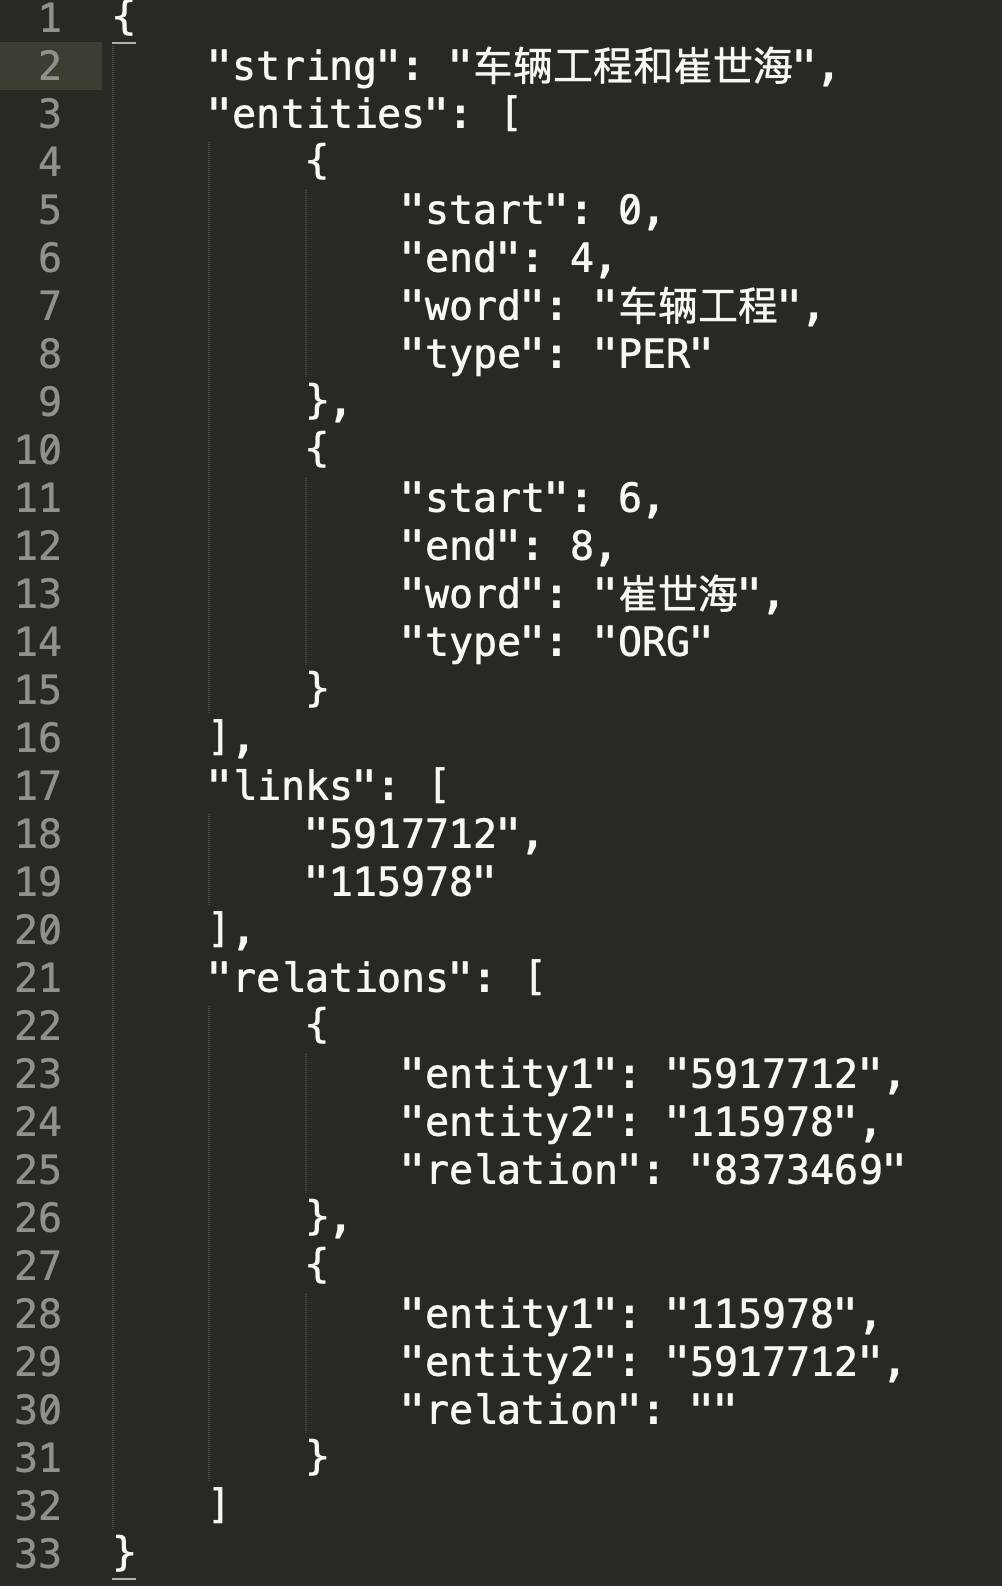 1 {
2 "string": "车辆工程和崔世海",
3 "entities": [
4 {
5 "start": 0,
6 "end": 4,
7 "word": "车辆工程",
8 "type": "PER"
9 },
10 {
11 "start": 6,
12 "end": 8,
13 "word": "崔世海",
14 "type": "ORG"
15 }
16 ],
17 "links": [
18 "5917712",
19 "115978"
20 ],
21 "relations": [
22 {
23 "entity1": "5917712",
24 "entity2": "115978",
25 "relation": "8373469"
26 },
27 {
28 "entity1": "115978",
29 "entity2": "5917712",
30 "relation": ""
31 }
32 ]
33 }